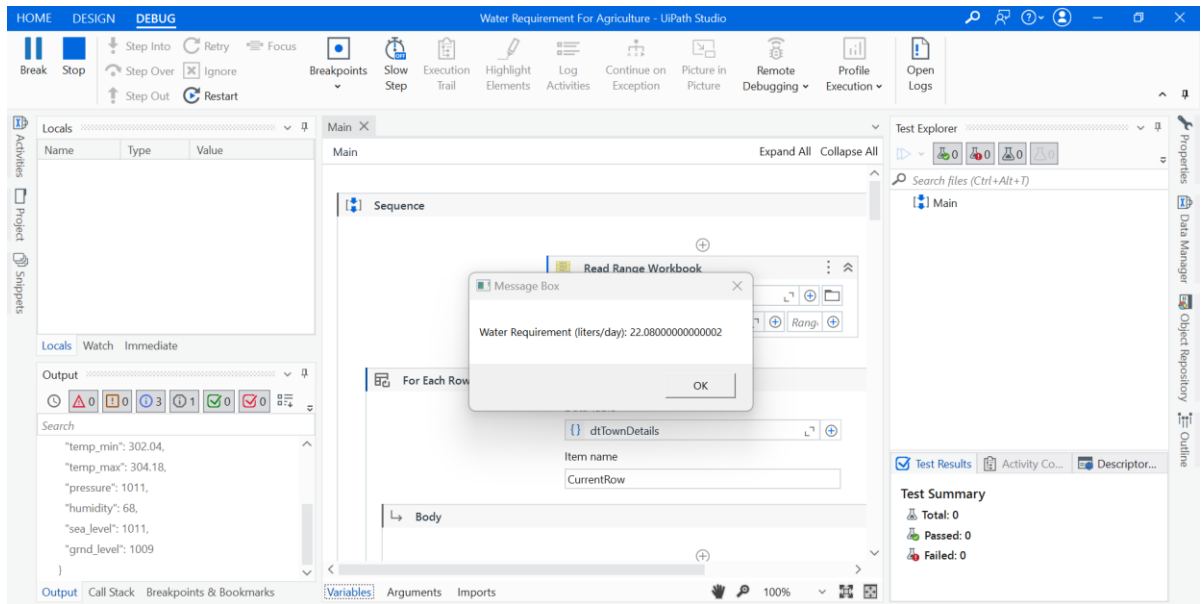 HOME DESIGN DEBUG Water Requirement For Agriculture - UiPath Studio
Break Stop Step Into Retry Focus
Step Over Ignore
Step Out Restart
Breakpoints Slow Step Execution Trail Highlight Elements Log Activities Continue on Exception Picture in Picture Remote Debugging Profile Execution Open Logs
Activities
Project
Snippets
Locals
Name Type Value
Locals Watch Immediate
Output
0 0 3 1 0 0
Search
"temp_min": 302.04,
"temp_max": 304.18,
"pressure": 1011,
"humidity": 68,
"sea_level": 1011,
"grnd_level": 1009
}
Output Call Stack Breakpoints & Bookmarks
Main
Main Expand All Collapse All
Sequence
Read Range Workbook
Message Box
Water Requirement (liters/day): 22.08000000000002
OK
For Each Row
dtTownDetails
Item name
CurrentRow
Body
Variables Arguments Imports 100%
Test Explorer
0 0 0 0
Search files (Ctrl+Alt+T)
Main
Test Results Activity Co... Descriptor...
Test Summary
Total: 0
Passed: 0
Failed: 0
Properties
Data Manager
Object Repository
Outline